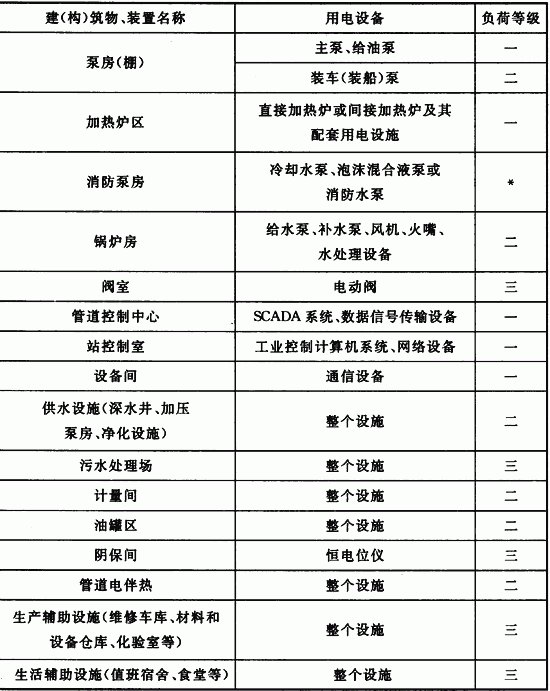 建(构)筑物、装置名称 用电设备 负荷等级
泵房(棚) 主泵、给油泵 一
装车(装船)泵 二
加热炉区 直接加热炉或间接加热炉及其
配套用电设施 一
消防泵房 冷却水泵、泡沫混合液泵或
消防水泵 *
锅炉房 给水泵、补水泵、风机、火嘴、
水处理设备 二
阀室 电动阀 三
管道控制中心 SCADA 系统、数据信号传输设备 一
站控制室 工业控制计算机系统、网络设备 一
设备间 通信设备 一
供水设施(深水井、加压
泵房、净化设施) 整个设施 二
污水处理场 整个设施 三
计量间 整个设施 二
油罐区 整个设施 二
阴保间 恒电位仪 三
管道电伴热 整个设施 二
生产辅助设施(维修车库、材料和
设备仓库、化验室等) 整个设施 三
生活辅助设施(值班宿舍、食堂等) 整个设施 三